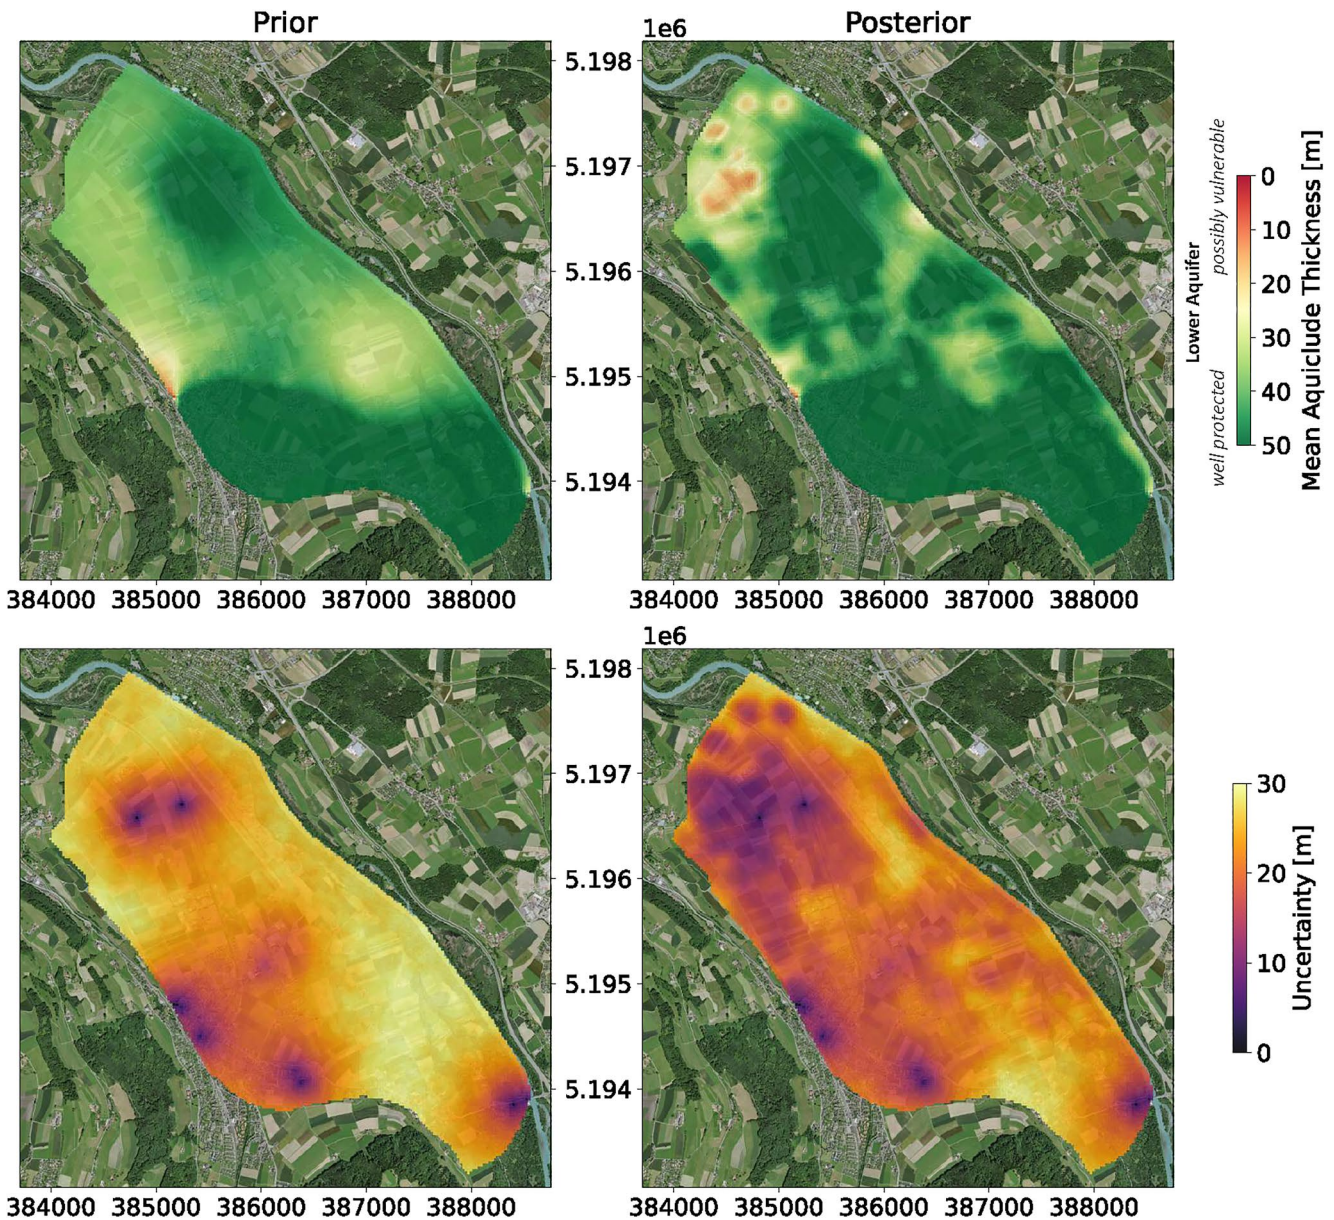 Prior
1e6
Posterior
5.198
5.197
5.196
5.195
5.194
384000 385000 386000 387000 388000
384000 385000 386000 387000 388000
well protected
possibly vulnerable
Lower Aquifer
0
10
20
30
40
50
Mean Aquiclude Thickness [m]
1e6
5.198
5.197
5.196
5.195
5.194
384000 385000 386000 387000 388000
384000 385000 386000 387000 388000
30
20
10
0
Uncertainty [m]